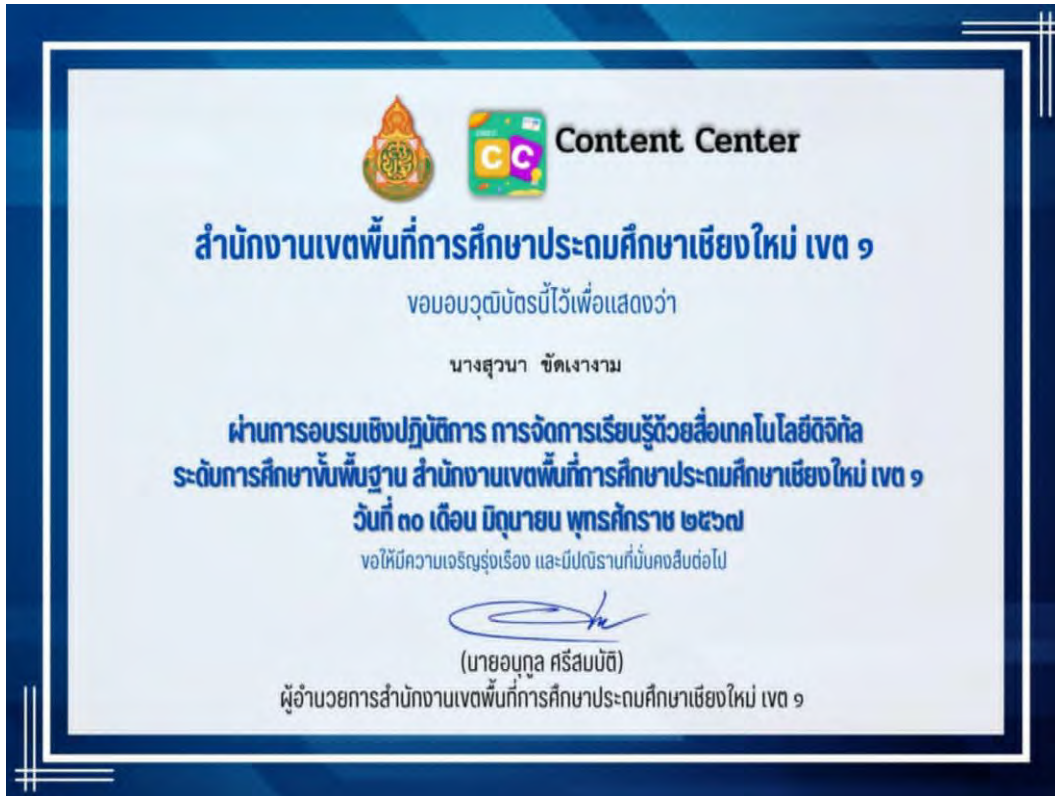 Content Center
สำนักงานเขตพื้นที่การศึกษาประถมศึกษาเชียงใหม่ เขต ๑
ขอมอบวุฒิบัตรนี้ไว้เพื่อแสดงว่า
นางสุวนา ขัดเงางาม
ผ่านการอบรมเชิงปฏิบัติการ การจัดการเรียนรู้ด้วยสื่อเทคโนโลยีดิจิทัล
ระดับการศึกษาขั้นพื้นฐาน สำนักงานเขตพื้นที่การศึกษาประถมศึกษาเชียงใหม่ เขต ๑
วันที่ ๓๐ เดือน มิถุนายน พุทธศักราช ๒๕๖๗
ขอให้มีความเจริญรุ่งเรือง และมีปณิธานที่มั่นคงสืบต่อไป
(นายอนุกูล ศรีสมบัติ)
ผู้อำนวยการสำนักงานเขตพื้นที่การศึกษาประถมศึกษาเชียงใหม่ เขต ๑